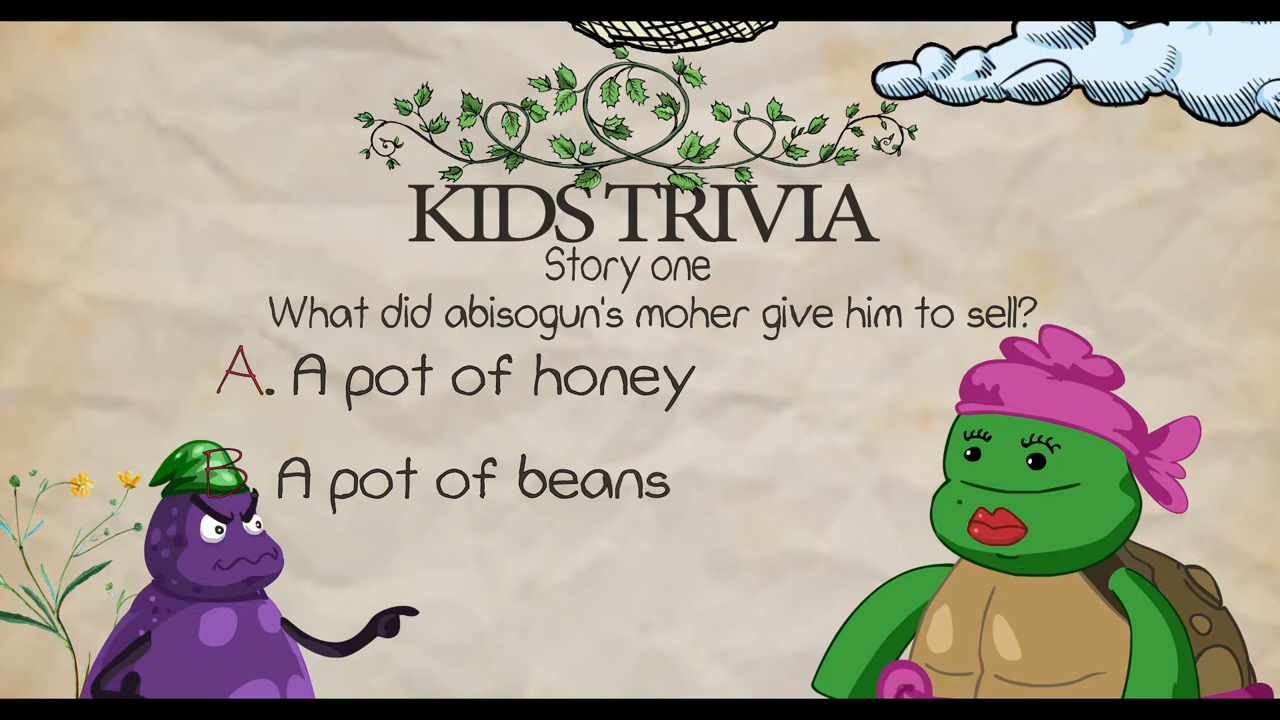 KIDS TRIVIA
Story one
What did abisogun's moher give him to sell?
A. A pot of honey
B A pot of beans